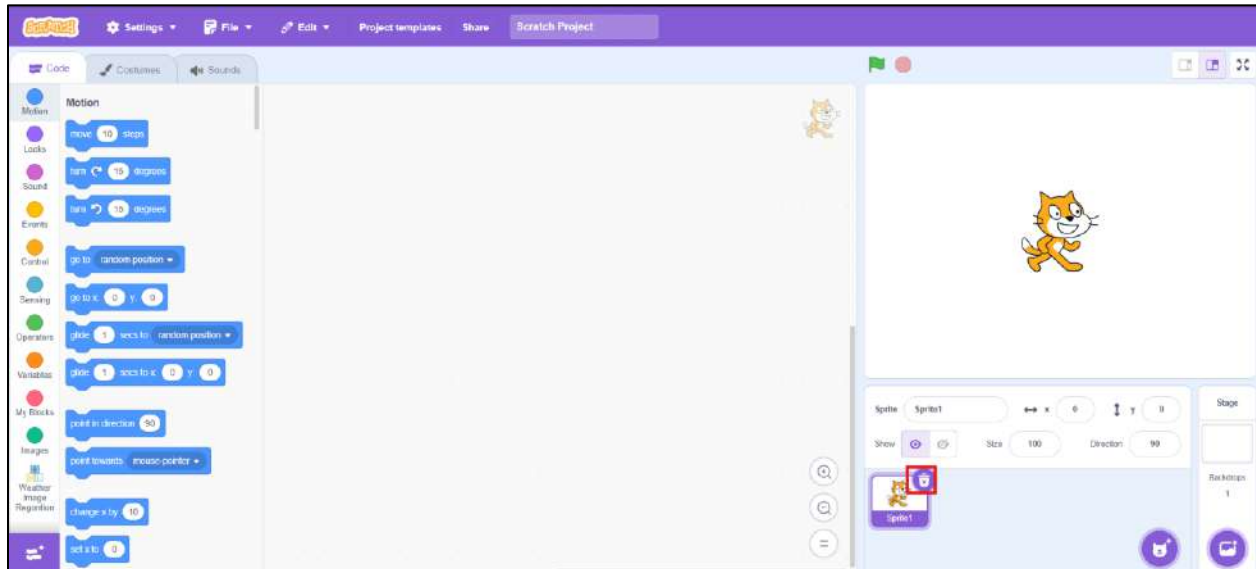 SCRATCH Settings File Edit Project templates Share Scratch Project
Code Costumes Sounds
Motion
Looks
Sound
Events
Control
Sensing
Operators
Variables
My Blocks
Images
Weather
Image
Motion
move 10 steps
turn 15 degrees
turn 15 degrees
go to random position
go to x: 0 y: 0
glide 1 secs to random position
glide 1 secs to x: 0 y: 0
point in direction 90
point towards mouse-pointer
change x by 10
set x to 0
Sprite Sprite1 x 0 y 0
Show Size 100 Direction 90
Sprite1
Stage
Backdrops
1